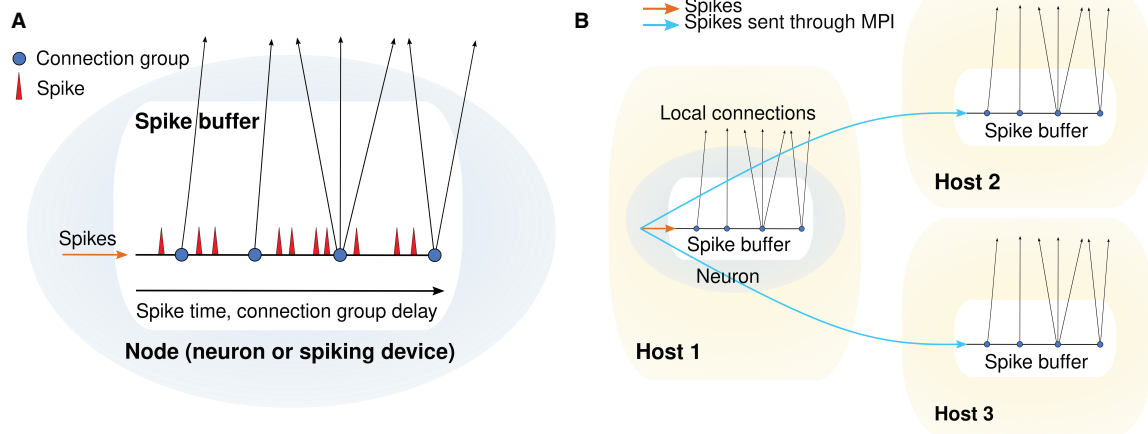 A
Connection group
Spike
Spike buffer
Spikes
Spike time, connection group delay
Node (neuron or spiking device)
B
Spikes
Spikes sent through MPI
Local connections
Spike buffer
Neuron
Host 1
Spike buffer
Host 2
Spike buffer
Host 3